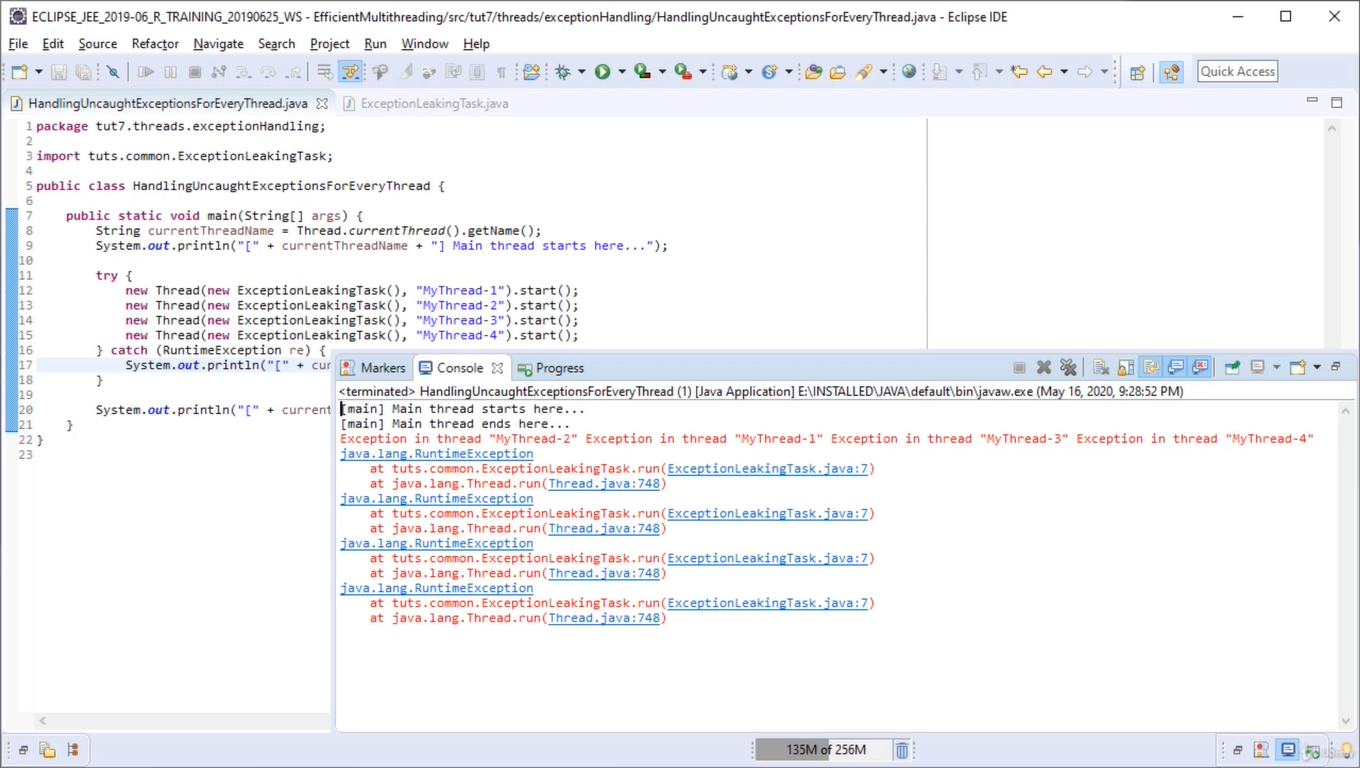 ECLIPSE_JEE_2019-06_R_TRAINING_20190625_WS - EfficientMultithreading/src/tut7/threads/exceptionHandling/HandlingUncaughtExceptionsForEveryThread.java - Eclipse IDE
File Edit Source Refactor Navigate Search Project Run Window Help
Quick Access
HandlingUncaughtExceptionsForEveryThread.java ExceptionLeakingTask.java
1 package tut7.threads.exceptionHandling;
2
3 import tuts.common.ExceptionLeakingTask;
4
5 public class HandlingUncaughtExceptionsForEveryThread {
6
7 public static void main(String[] args) {
8 String currentThreadName = Thread.currentThread().getName();
9 System.out.println("[" + currentThreadName + "] Main thread starts here...");
10
11 try {
12 new Thread(new ExceptionLeakingTask(), "MyThread-1").start();
13 new Thread(new ExceptionLeakingTask(), "MyThread-2").start();
14 new Thread(new ExceptionLeakingTask(), "MyThread-3").start();
15 new Thread(new ExceptionLeakingTask(), "MyThread-4").start();
16 } catch (RuntimeException re) {
17 System.out.println("[" + cur
18 }
19
20 System.out.println("[" + current
21 }
22 }
23
Markers Console Progress
<terminated> HandlingUncaughtExceptionsForEveryThread (1) [Java Application] E:\INSTALLED\JAVA\default\bin\javaw.exe (May 16, 2020, 9:28:52 PM)
[main] Main thread starts here...
[main] Main thread ends here...
Exception in thread "MyThread-2" Exception in thread "MyThread-1" Exception in thread "MyThread-3" Exception in thread "MyThread-4"
java.lang.RuntimeException
at tuts.common.ExceptionLeakingTask.run(ExceptionLeakingTask.java:7)
at java.lang.Thread.run(Thread.java:748)
java.lang.RuntimeException
at tuts.common.ExceptionLeakingTask.run(ExceptionLeakingTask.java:7)
at java.lang.Thread.run(Thread.java:748)
java.lang.RuntimeException
at tuts.common.ExceptionLeakingTask.run(ExceptionLeakingTask.java:7)
at java.lang.Thread.run(Thread.java:748)
java.lang.RuntimeException
at tuts.common.ExceptionLeakingTask.run(ExceptionLeakingTask.java:7)
at java.lang.Thread.run(Thread.java:748)
135M of 256M